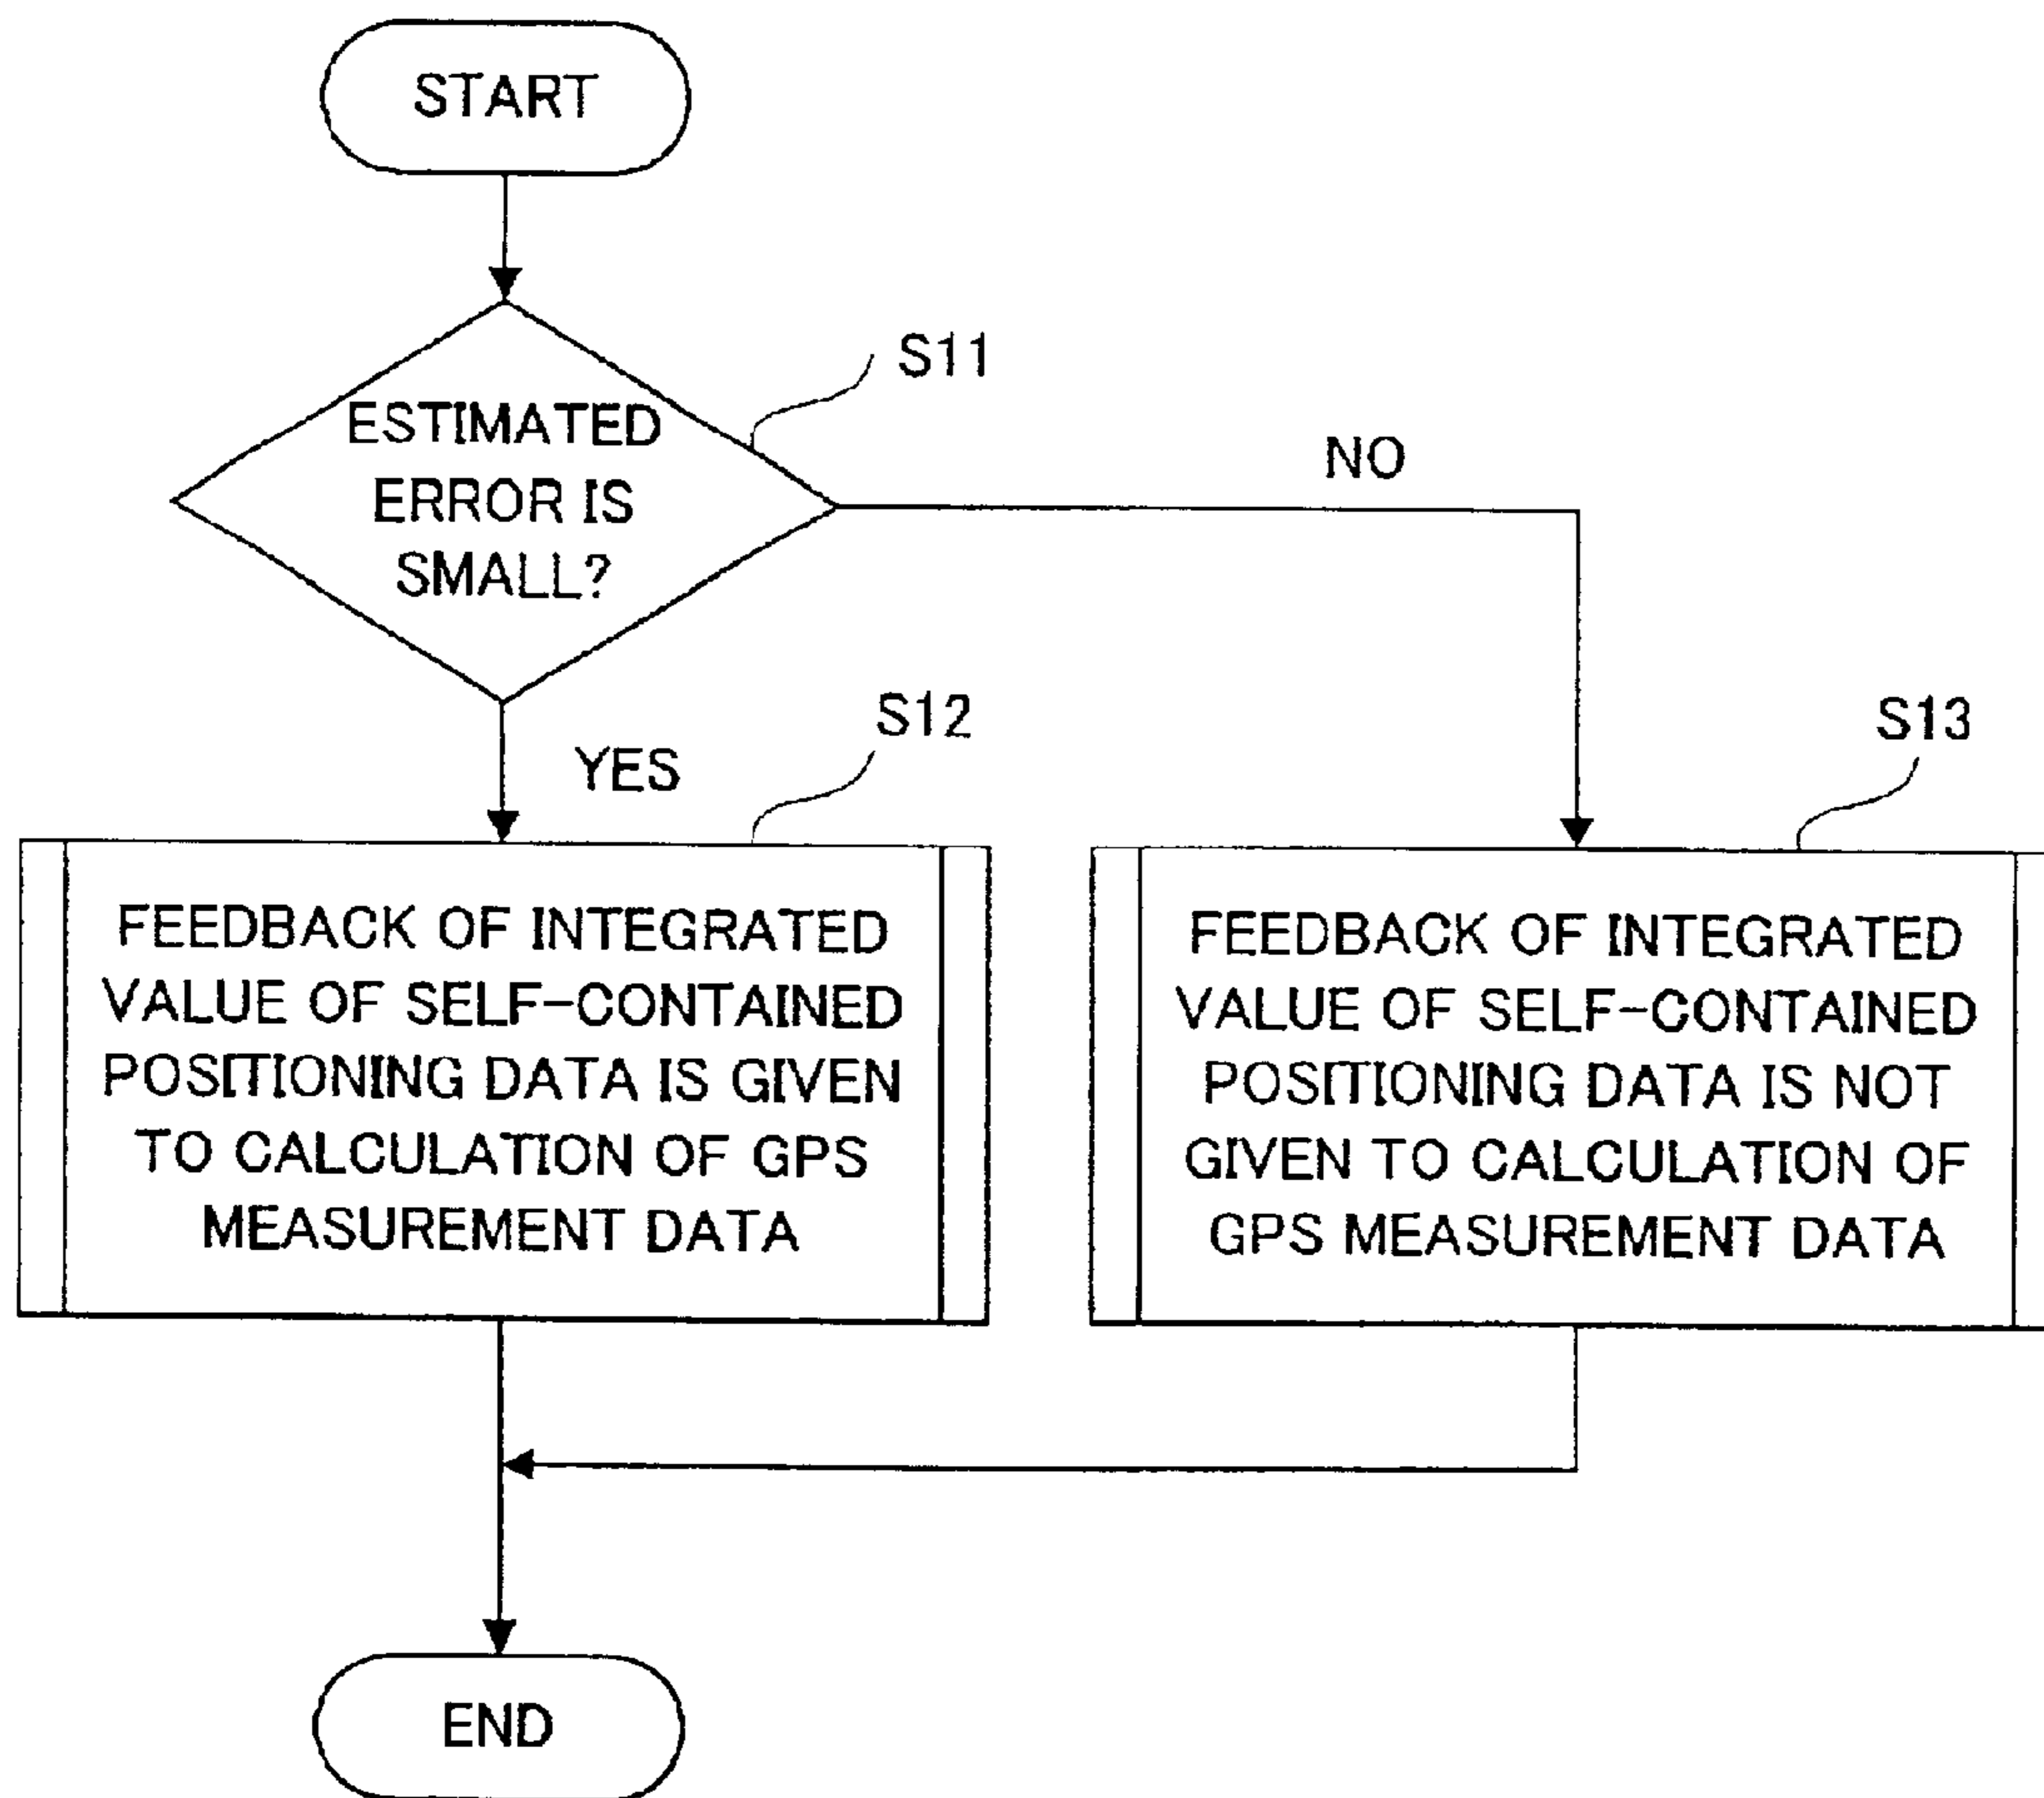 START
S11
ESTIMATED
ERROR IS
SMALL?
NO
YES
S12
FEEDBACK OF INTEGRATED
VALUE OF SELF-CONTAINED
POSITIONING DATA IS GIVEN
TO CALCULATION OF GPS
MEASUREMENT DATA
S13
FEEDBACK OF INTEGRATED
VALUE OF SELF-CONTAINED
POSITIONING DATA IS NOT
GIVEN TO CALCULATION OF
GPS MEASUREMENT DATA
END